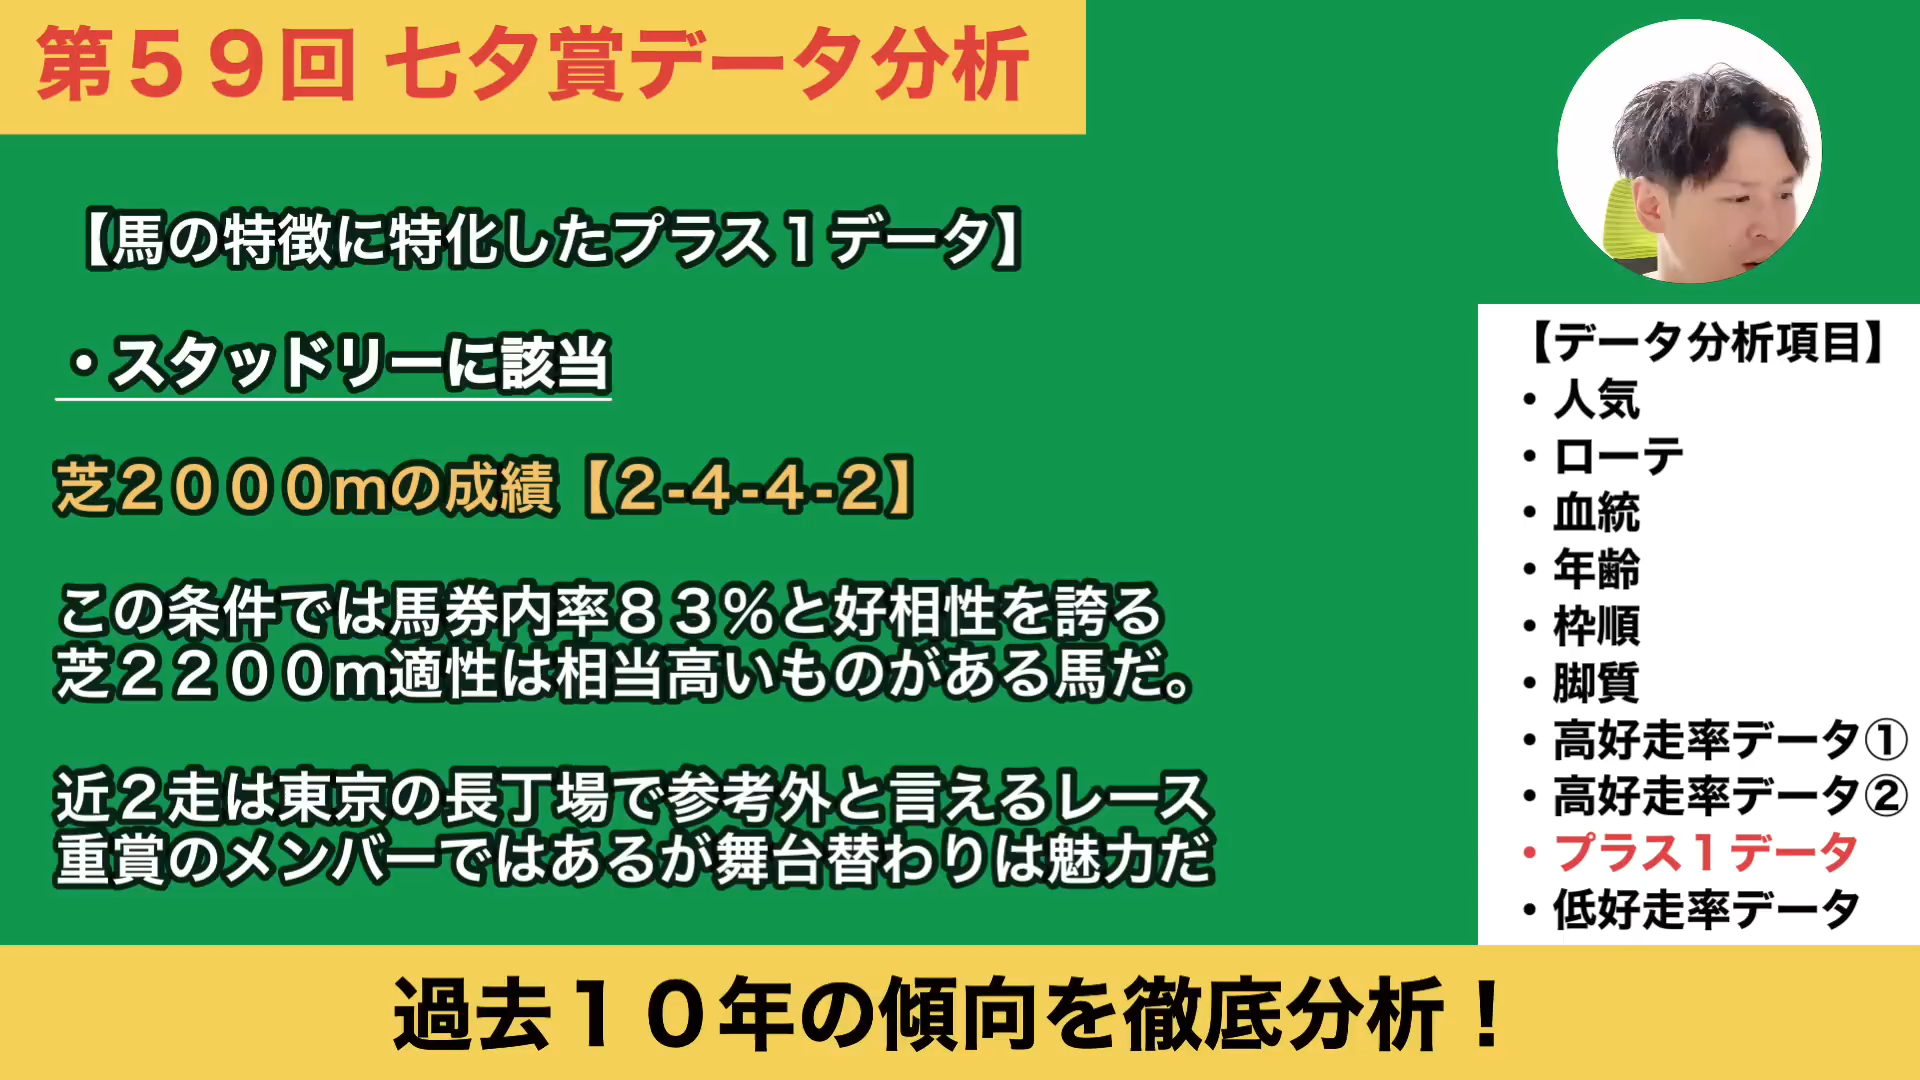 第５９回 七夕賞データ分析
【馬の特徴に特化したプラス１データ】
・スタッドリーに該当
芝２０００mの成績【２-４-４-２】
この条件では馬券内率８３％と好相性を誇る
芝２２００m適性は相当高いものがある馬だ。
近２走は東京の長丁場で参考外と言えるレース
重賞のメンバーではあるが舞台替わりは魅力だ
【データ分析項目】
・人気
・ローテ
・血統
・年齢
・枠順
・脚質
・高好走率データ①
・高好走率データ②
・プラス１データ
・低好走率データ
過去１０年の傾向を徹底分析！